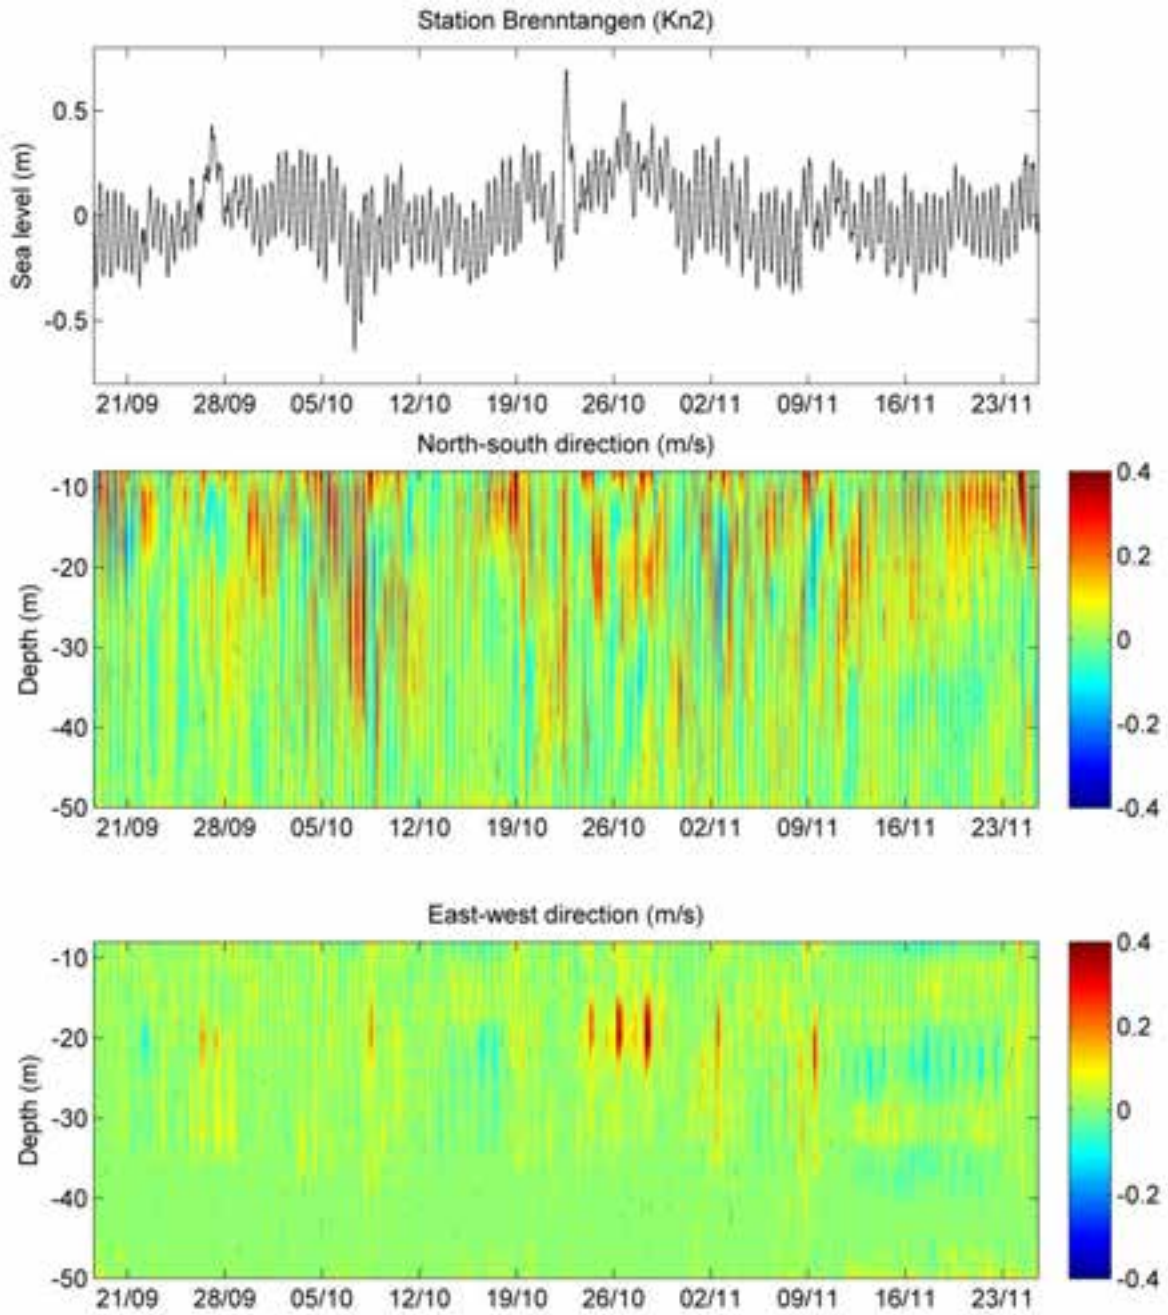 Station Brenntangen (Kn2)
Sea level (m)
0.5
0
-0.5
21/09 28/09 05/10 12/10 19/10 26/10 02/11 09/11 16/11 23/11
North-south direction (m/s)
Depth (m)
-10
-20
-30
-40
-50
0.4
0.2
0
-0.2
-0.4
21/09 28/09 05/10 12/10 19/10 26/10 02/11 09/11 16/11 23/11
East-west direction (m/s)
Depth (m)
-10
-20
-30
-40
-50
0.4
0.2
0
-0.2
-0.4
21/09 28/09 05/10 12/10 19/10 26/10 02/11 09/11 16/11 23/11